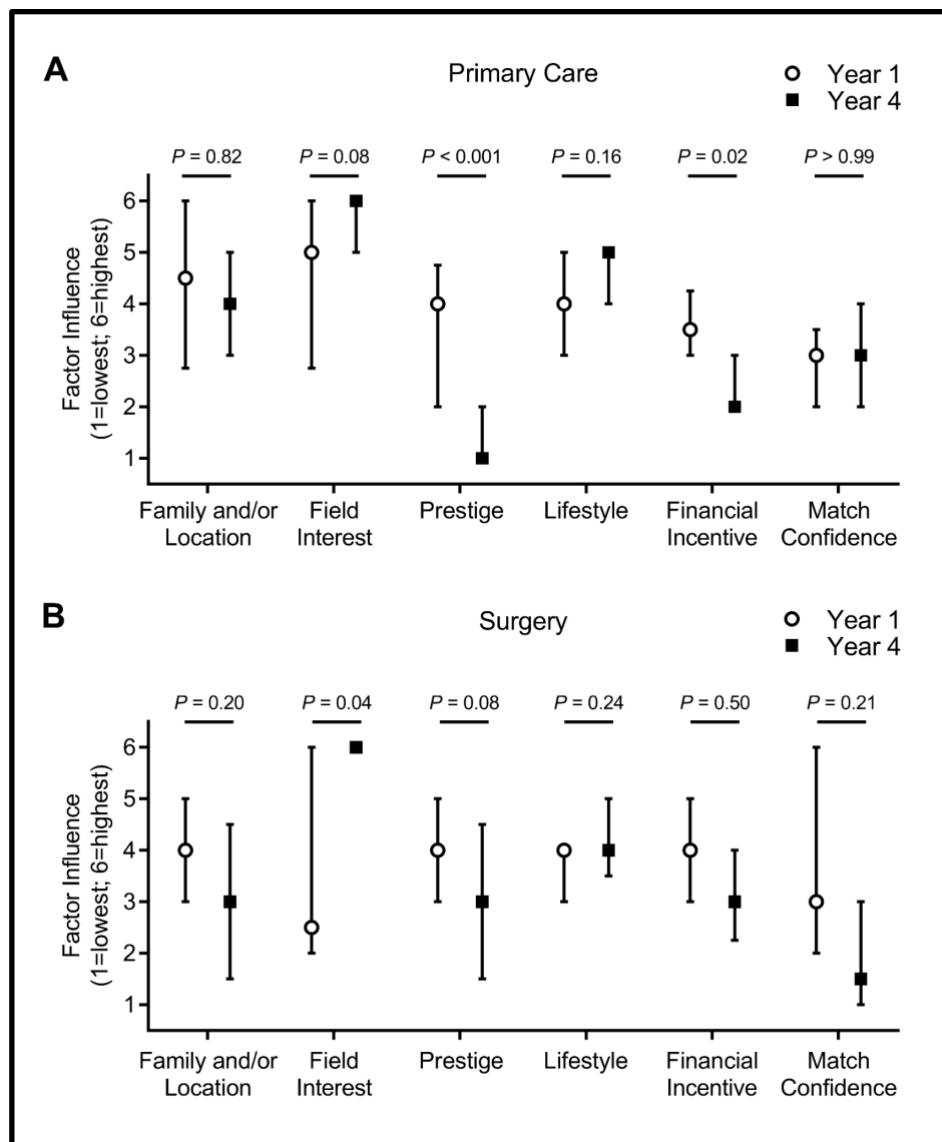 A
Primary Care
Year 1
Year 4
P = 0.82
P = 0.08
P < 0.001
P = 0.16
P = 0.02
P > 0.99
Factor Influence
(1=lowest; 6=highest)
6
5
4
3
2
1
Family and/or
Location
Field
Interest
Prestige
Lifestyle
Financial
Incentive
Match
Confidence
B
Surgery
Year 1
Year 4
P = 0.20
P = 0.04
P = 0.08
P = 0.24
P = 0.50
P = 0.21
Factor Influence
(1=lowest; 6=highest)
6
5
4
3
2
1
Family and/or
Location
Field
Interest
Prestige
Lifestyle
Financial
Incentive
Match
Confidence